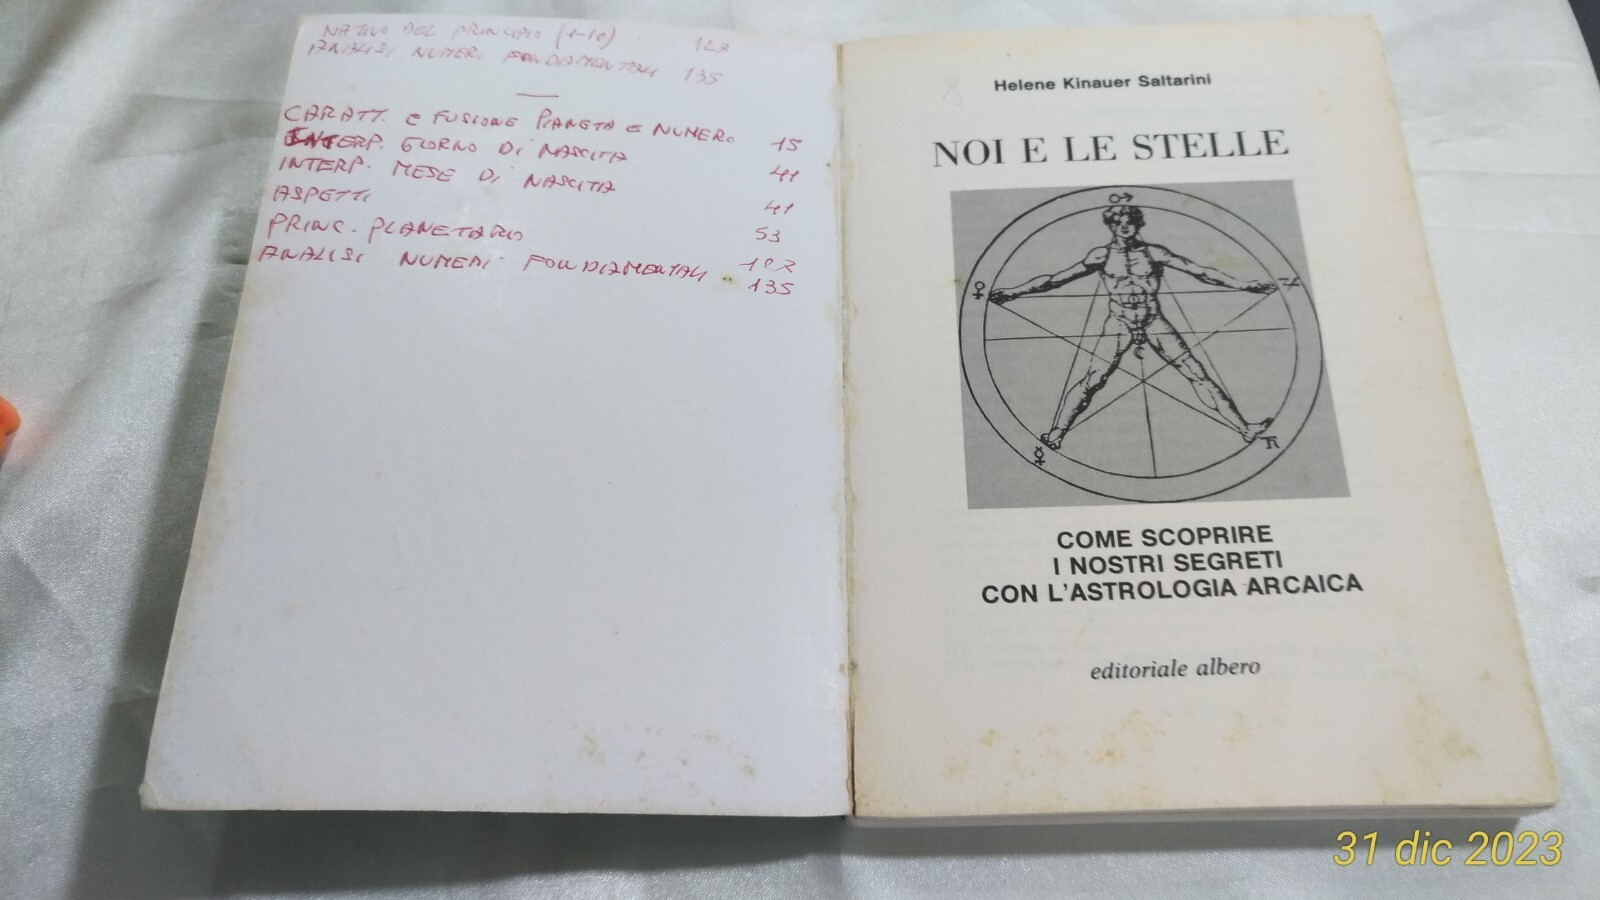 NATIVO DEL PRINCIPIO (1-10) 127
ANALISI NUMERI FONDAMENTALI 135
CARATT. e FUSIONE PIANETA E NUMERO 15
INTERP. GIORNO DI NASCITA 41
INTERP. MESE DI NASCITA 41
ASPETTI 53
PRINC. PLANETARIO 127
ANALISI NUMERI FONDAMENTALI 135
Helene Kinauer Saltarini
NOI E LE STELLE
COME SCOPRIRE
I NOSTRI SEGRETI
CON L'ASTROLOGIA ARCAICA
editoriale albero
31 dic 2023